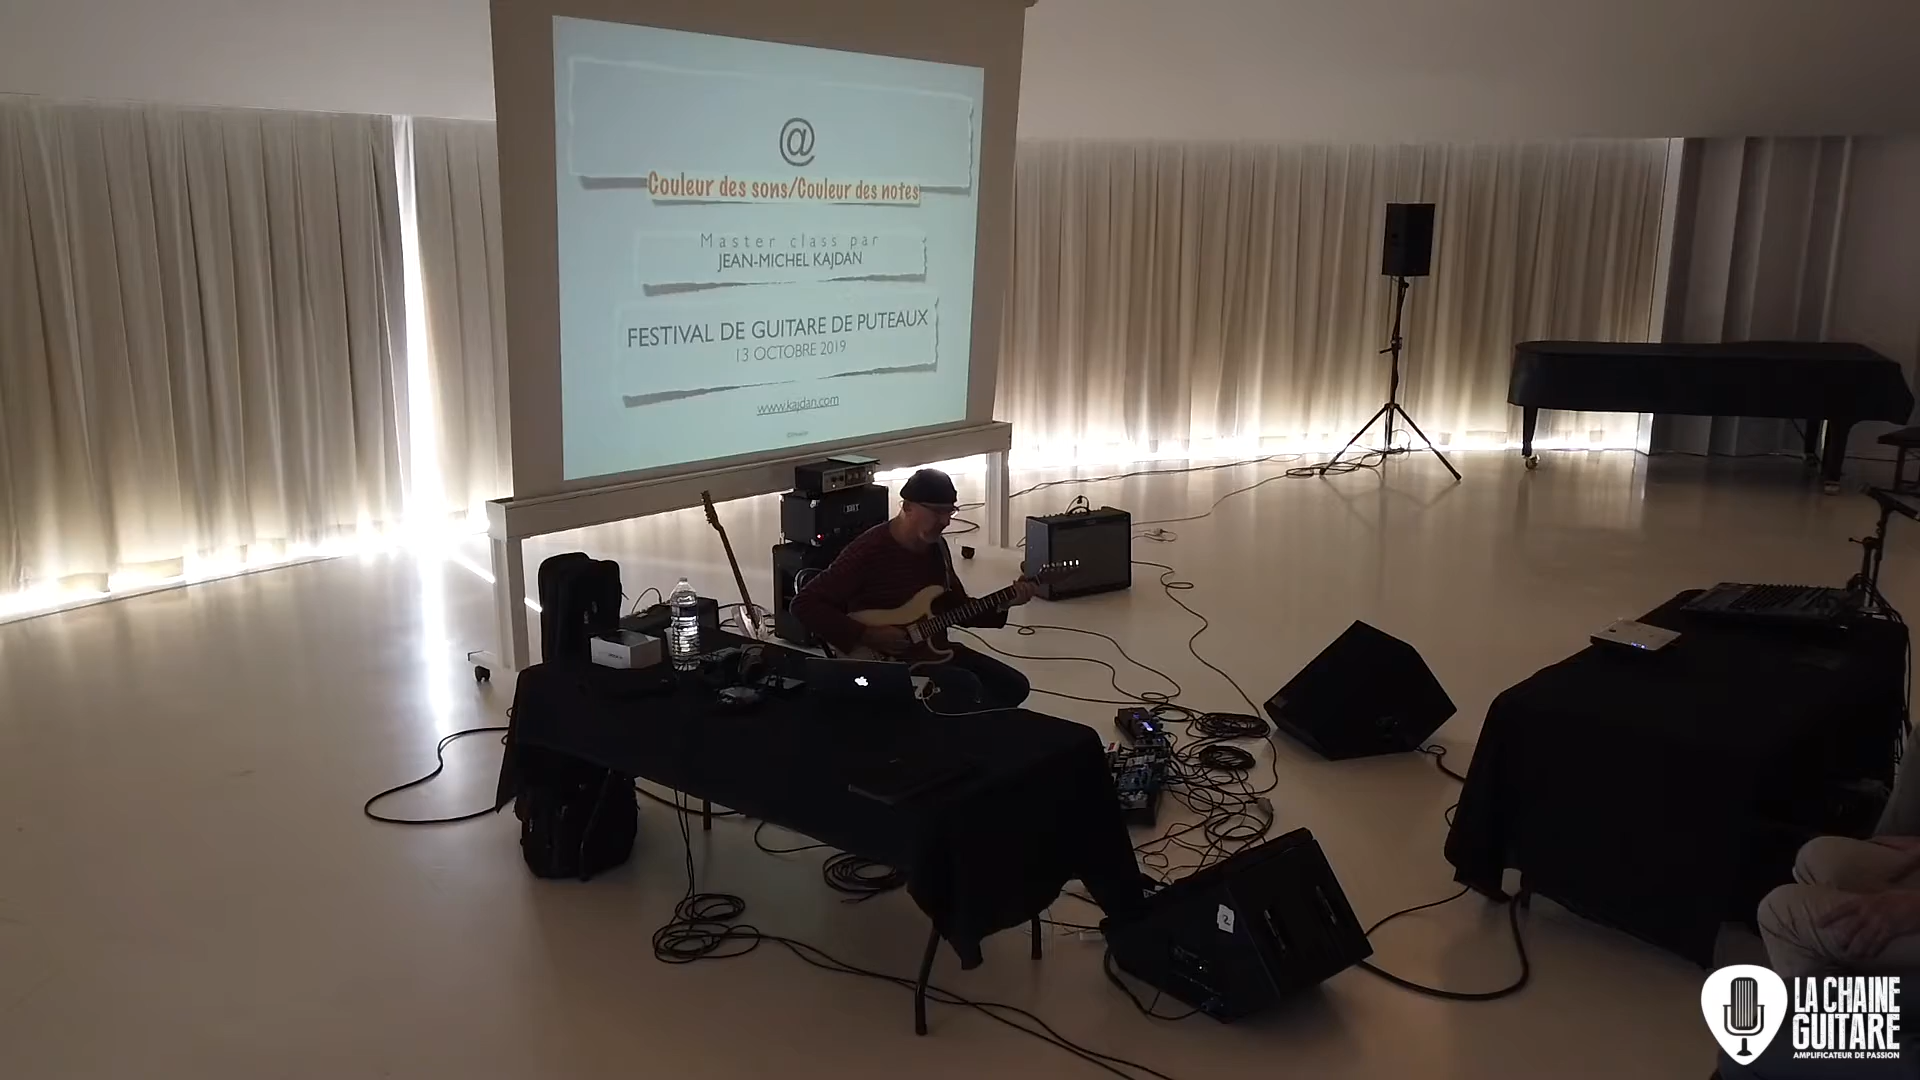 @
Couleur des sons/Couleur des notes
Master class par
JEAN-MICHEL KAJDAN
FESTIVAL DE GUITARE DE PUTEAUX
13 OCTOBRE 2019
www.kajdan.com
2
LA CHAINE
GUITARE
AMPLIFICATEUR DE PASSION